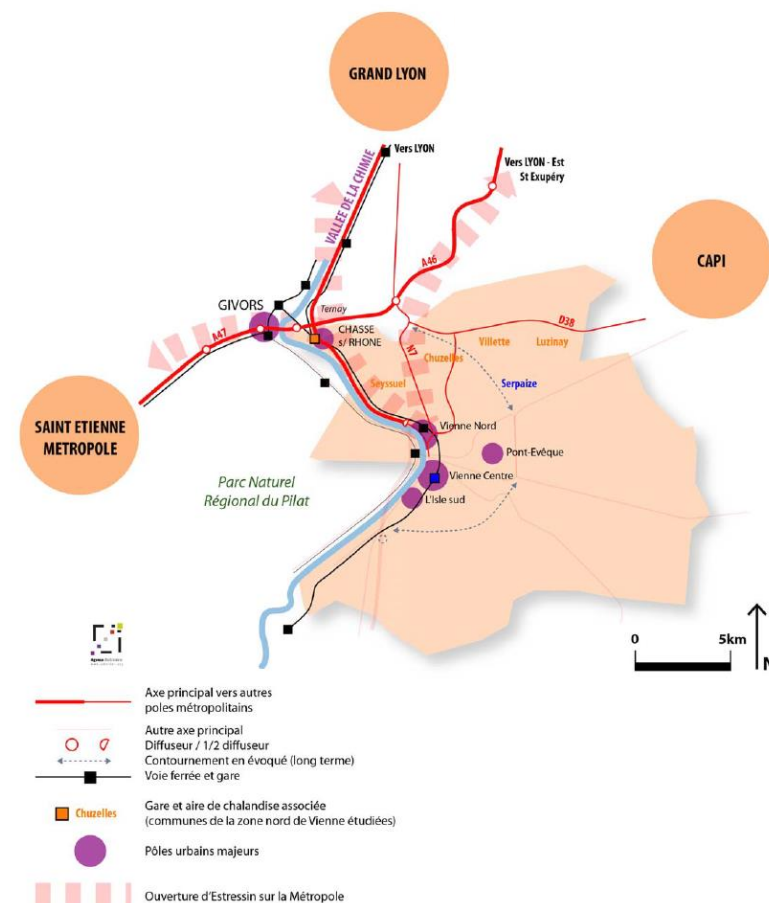 GRAND LYON
Vers LYON
Vers LYON - Est
St Exupéry
VALLEE DE LA CHIMIE
CAPI
A46
GIVORS
Ternay
A47
CHASSE
s/ RHONE
D38
N7
Chuzelles
Villette
Luzinay
Seyssuel
Serpaize
SAINT ETIENNE
METROPOLE
Vienne Nord
Pont-Evêque
Vienne Centre
L'Isle sud
Parc Naturel
Régional du Pilat
0 5km
N
Axe principal vers autres
poles métropolitains
Autre axe principal
Diffuseur / 1/2 diffuseur
Contournement en évoqué (long terme)
Voie ferrée et gare
Chuzelles
Gare et aire de chalandise associée
(communes de la zone nord de Vienne étudiées)
Pôles urbains majeurs
Ouverture d'Estressin sur la Métropole